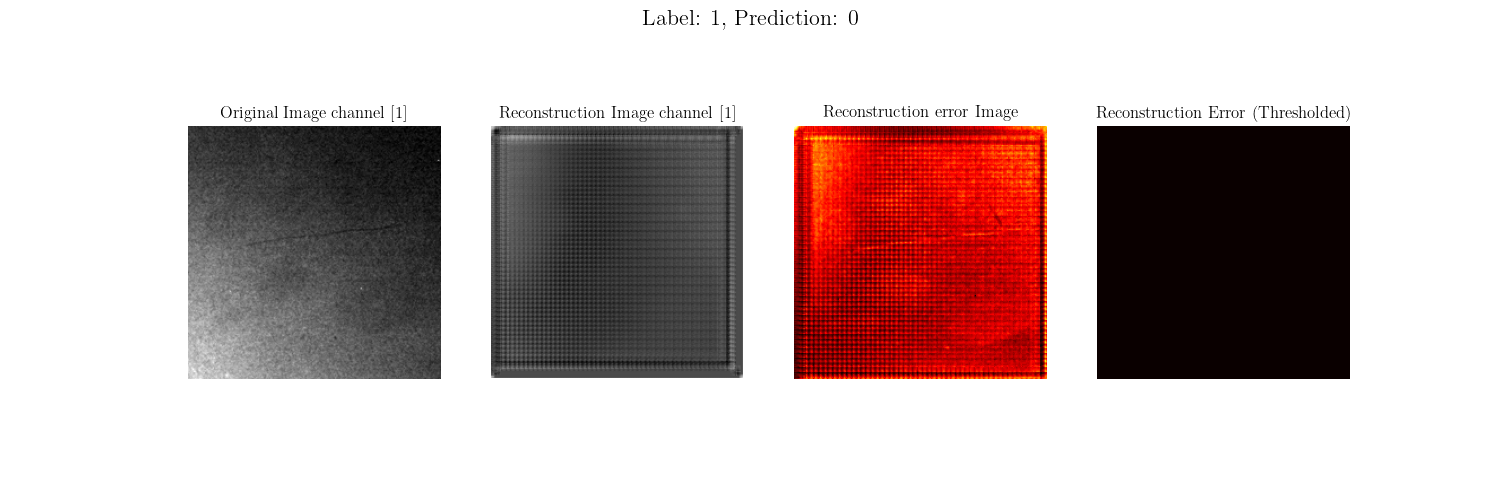 Label: 1, Prediction: 0
Original Image channel [1]
Reconstruction Image channel [1]
Reconstruction error Image
Reconstruction Error (Thresholded)